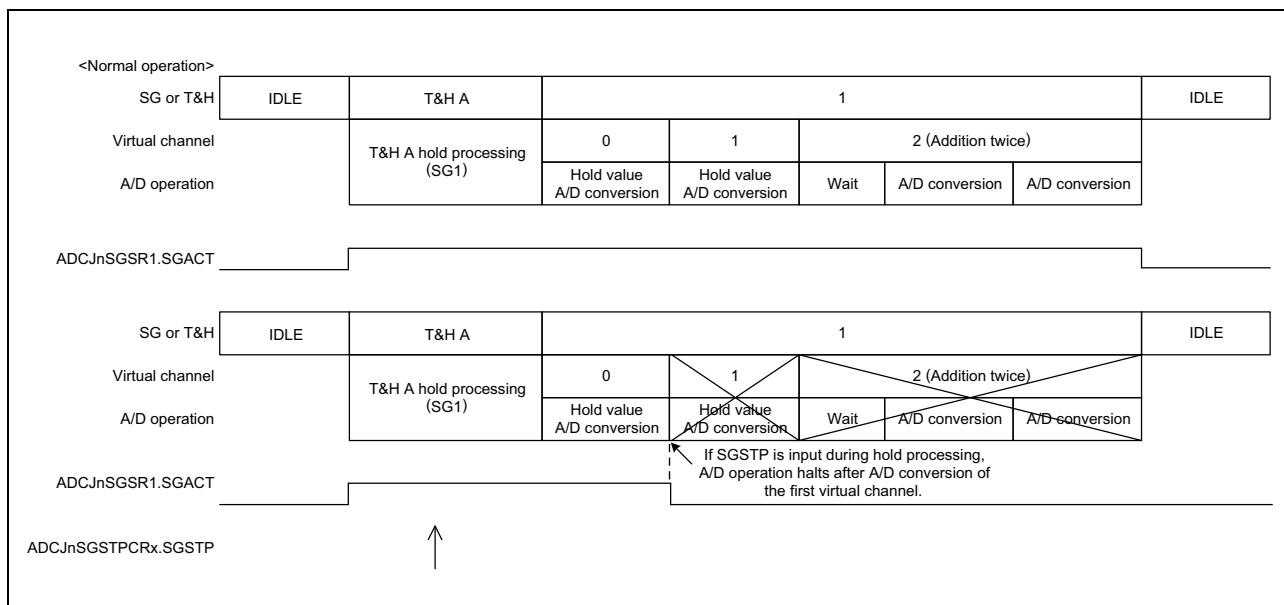 <Normal operation>
SG or T&H IDLE T&H A 1 IDLE
Virtual channel 0 1 2 (Addition twice)
T&H A hold processing
(SG1)
A/D operation Hold value
A/D conversion Hold value
A/D conversion Wait A/D conversion A/D conversion
ADCJnSGSR1.SGACT
SG or T&H IDLE T&H A 1 IDLE
Virtual channel 0 1 2 (Addition twice)
T&H A hold processing
(SG1)
A/D operation Hold value
A/D conversion Hold value
A/D conversion Wait A/D conversion A/D conversion
If SGSTP is input during hold processing,
A/D operation halts after A/D conversion of
the first virtual channel.
ADCJnSGSR1.SGACT
ADCJnSGSTPCRx.SGSTP